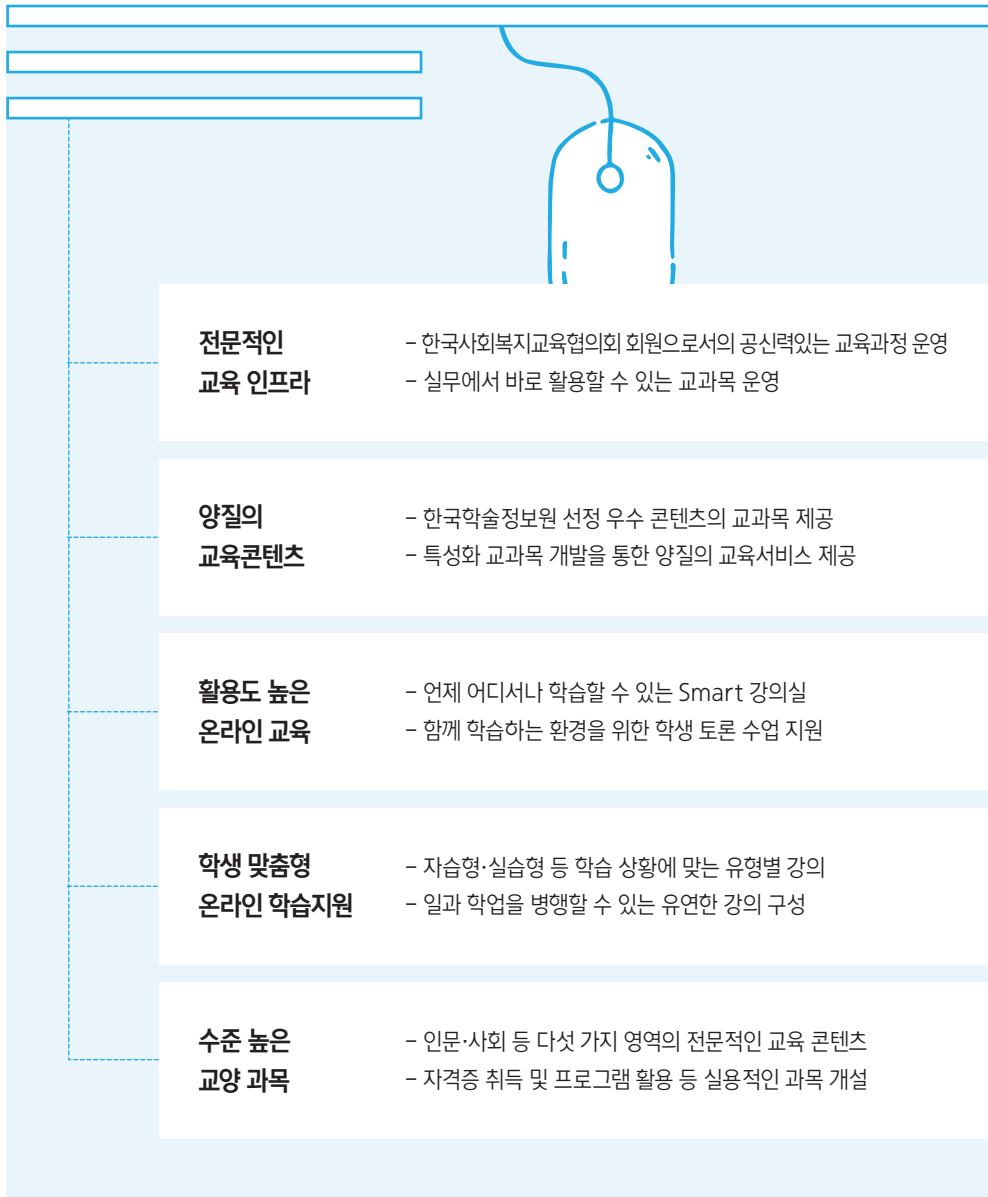 전문적인
교육 인프라
– 한국사회복지교육협의회 회원으로서의 공신력있는 교육과정 운영
– 실무에서 바로 활용할 수 있는 교과목 운영
양질의
교육콘텐츠
– 한국학술정보원 선정 우수 콘텐츠의 교과목 제공
– 특성화 교과목 개발을 통한 양질의 교육서비스 제공
활용도 높은
온라인 교육
– 언제 어디서나 학습할 수 있는 Smart 강의실
– 함께 학습하는 환경을 위한 학생 토론 수업 지원
학생 맞춤형
온라인 학습지원
– 자습형·실습형 등 학습 상황에 맞는 유형별 강의
– 일과 학업을 병행할 수 있는 유연한 강의 구성
수준 높은
교양 과목
– 인문·사회 등 다섯 가지 영역의 전문적인 교육 콘텐츠
– 자격증 취득 및 프로그램 활용 등 실용적인 과목 개설